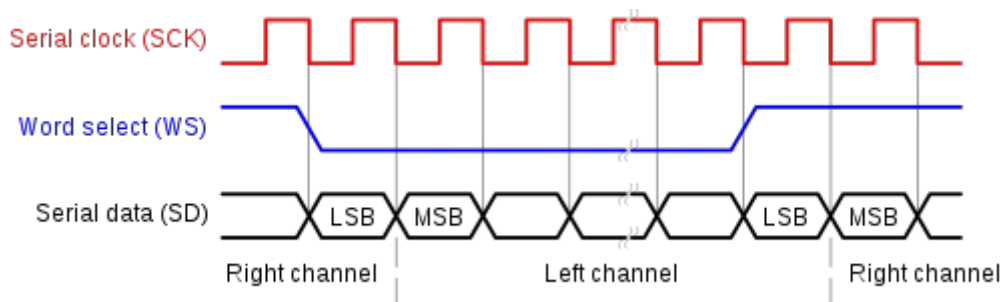 Serial clock (SCK)
Word select (WS)
Serial data (SD)
LSB MSB LSB MSB
Right channel Left channel Right channel